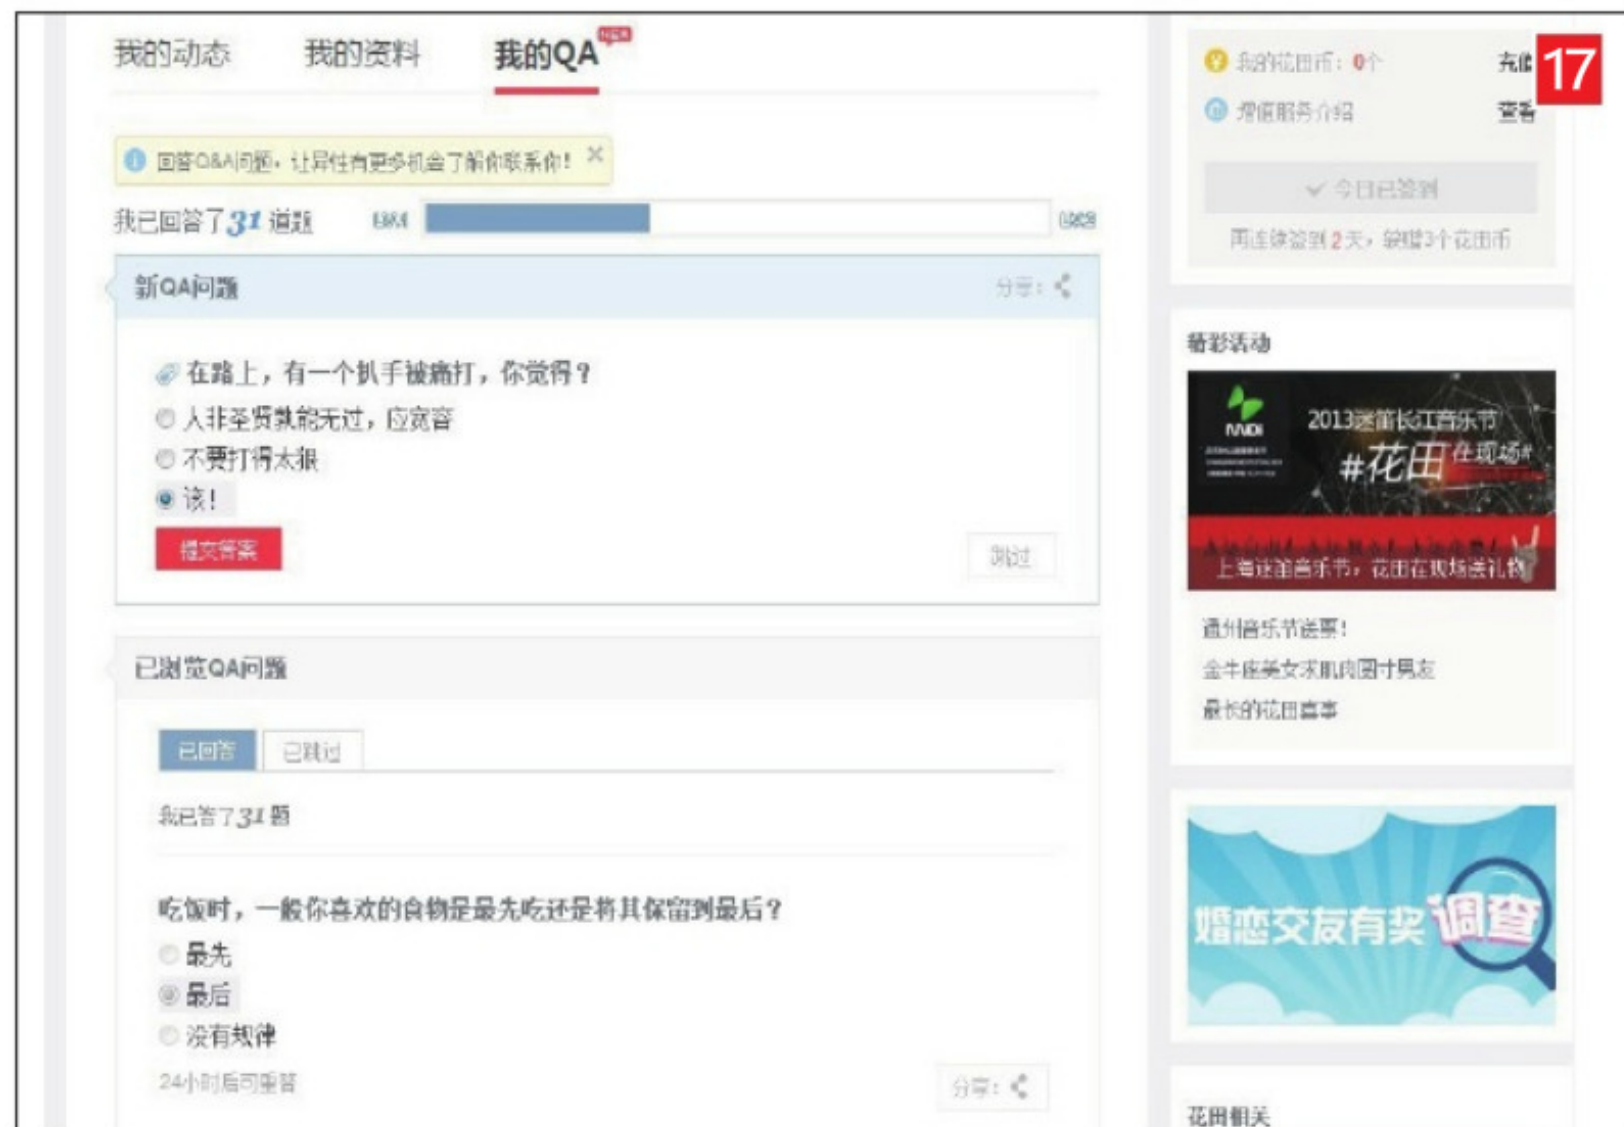 我的动态 我的资料 我的QA
回答Q&A问题，让异性有更多机会了解你联系你！
我已回答了31道题
新QA问题 分享：
在路上，有一个扒手被痛打，你觉得？
人非圣贤孰能无过，应宽容
不要打得太狠
该！
提交答案 跳过
已浏览QA问题
已回答 已跳过
我已答了31题
吃饭时，一般你喜欢的食物是最先吃还是将其保留到最后？
最先
最后
没有规律
24小时后可重答 分享：
17
我的花田币：0个 充值
增值服务介绍 查看
今日已签到
再连续签到2天，获赠3个花田币
精彩活动
MIDI
2013迷笛长江音乐节
#花田在现场#
上海迷笛音乐节，花田在现场送礼物
通州音乐节送票！
金牛座美女求肌肉圆寸男友
最长的花田喜事
婚恋交友有奖调查
花田相关